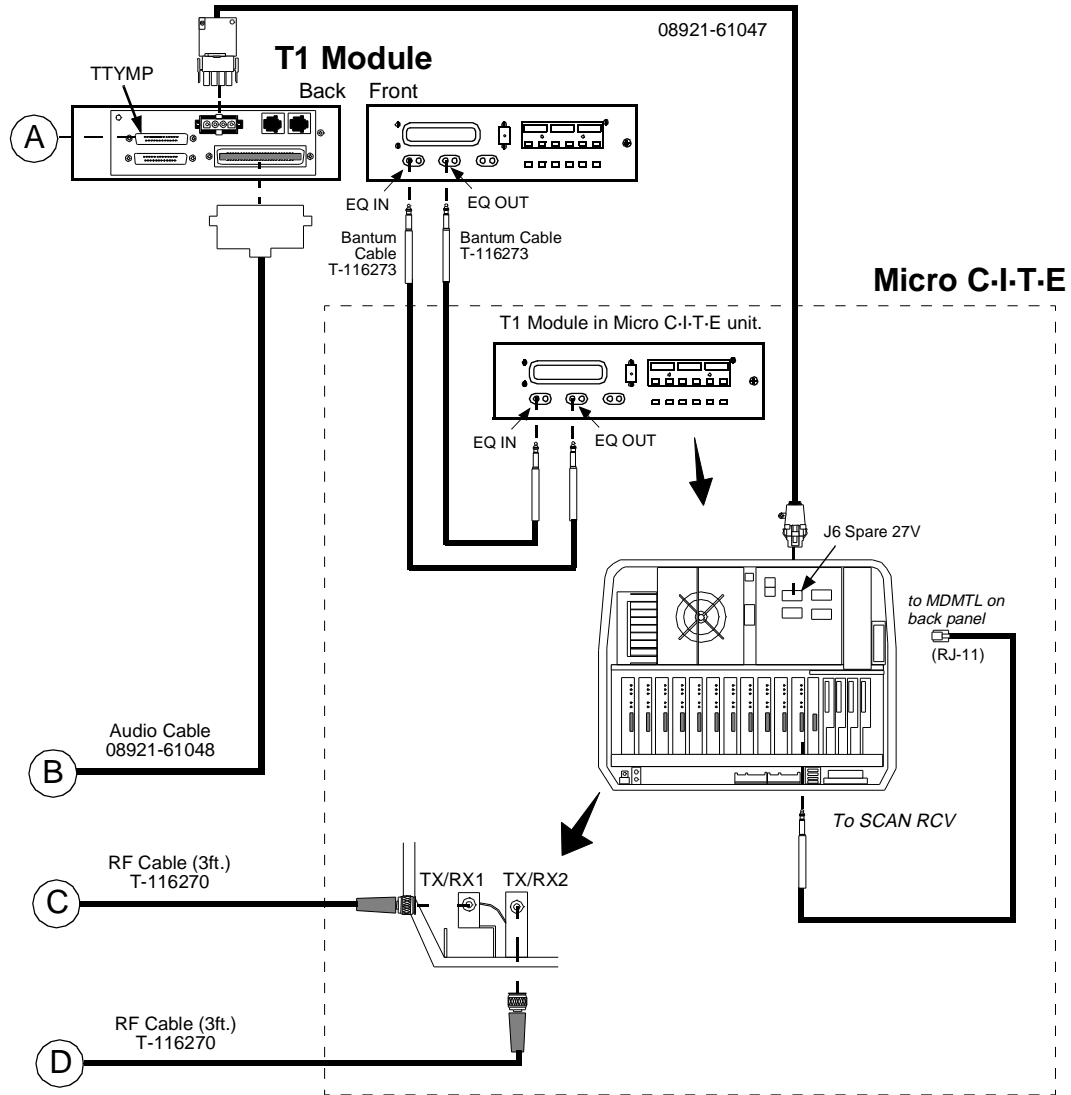 08921-61047
T1 Module
TTYMP
Back Front
A
EQ IN
EQ OUT
Bantum
Cable
T-116273
Bantum Cable
T-116273
Micro C·I·T·E
T1 Module in Micro C·I·T·E unit.
EQ IN
EQ OUT
J6 Spare 27V
to MDMTL on
back panel
(RJ-11)
Audio Cable
08921-61048
B
To SCAN RCV
RF Cable (3ft.)
T-116270
C
TX/RX1 TX/RX2
RF Cable (3ft.)
T-116270
D